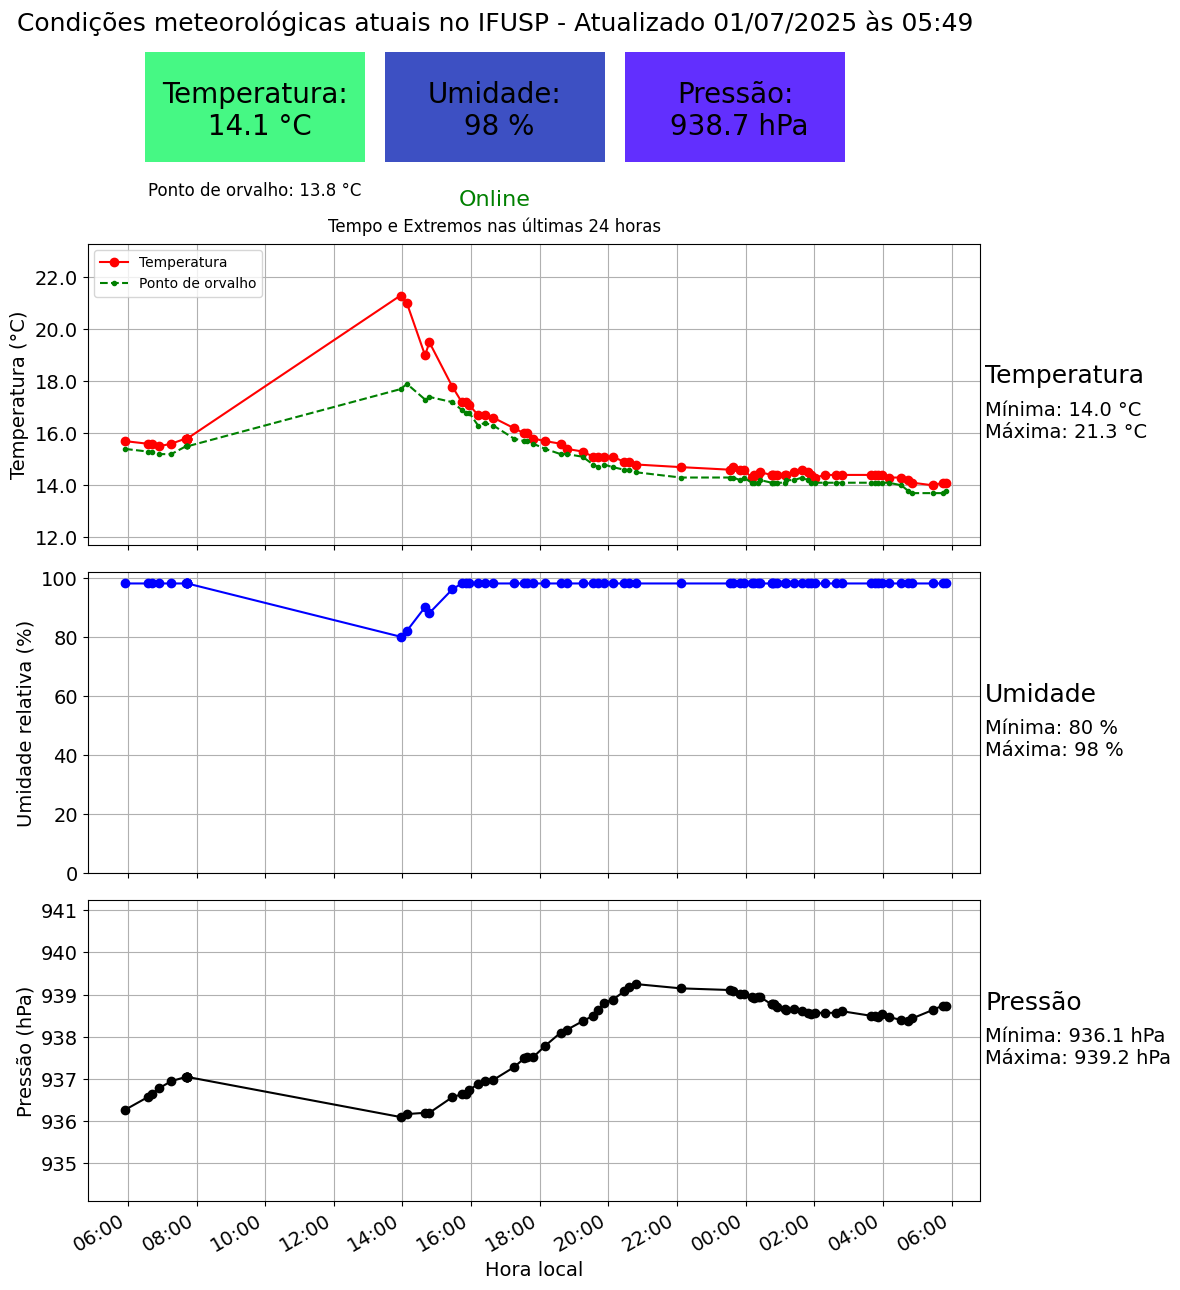 Condições meteorológicas atuais no IFUSP - Atualizado 01/07/2025 às 05:49
Temperatura:
14.1 °C
Umidade:
98 %
Pressão:
938.7 hPa
Ponto de orvalho: 13.8 °C
Online
Tempo e Extremos nas últimas 24 horas
Temperatura
Ponto de orvalho
Temperatura (°C)
22.0
20.0
18.0
16.0
14.0
12.0
Temperatura
Mínima: 14.0 °C
Máxima: 21.3 °C
Umidade relativa (%)
100
80
60
40
20
0
Umidade
Mínima: 80 %
Máxima: 98 %
Pressão (hPa)
941
940
939
938
937
936
935
Pressão
Mínima: 936.1 hPa
Máxima: 939.2 hPa
06:00 08:00 10:00 12:00 14:00 16:00 18:00 20:00 22:00 00:00 02:00 04:00 06:00
Hora local